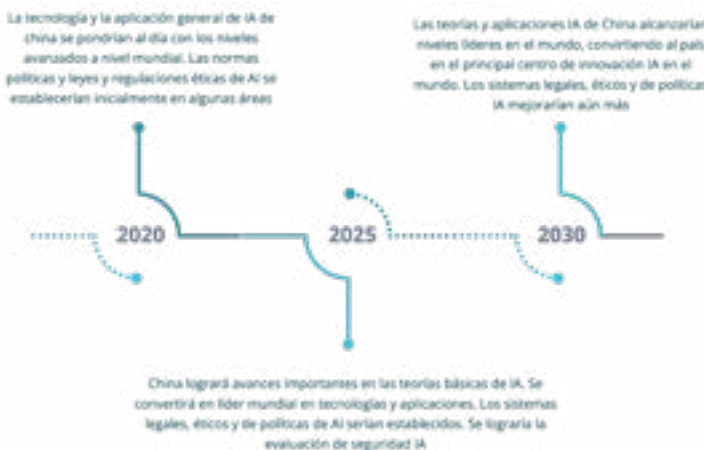 La tecnología y la aplicación general de IA de
china se pondrían al día con los niveles
avanzados a nivel mundial. Las normas
políticas y leyes y regulaciones éticas de AI se
establecerían inicialmente en algunas áreas
Las teorías y aplicaciones IA de China alcanzarían
niveles líderes en el mundo, convirtiendo al país
en el principal centro de innovación IA en el
mundo. Los sistemas legales, éticos y de políticas
IA mejorarían aún más
2020
2025
2030
China logrará avances importantes en las teorías básicas de IA. Se
convertirá en líder mundial en tecnologías y aplicaciones. Los sistemas
legales, éticos y de políticas de AI serían establecidos. Se lograría la
evaluación de seguridad IA